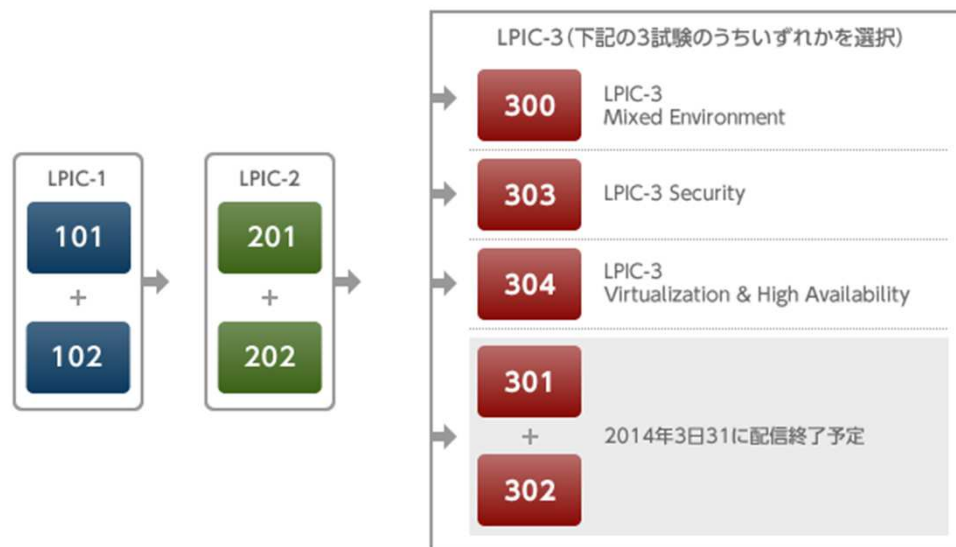 LPIC-1
101
+
102
LPIC-2
201
+
202
LPIC-3(下記の3試験のうちいずれかを選択)
300
LPIC-3
Mixed Environment
303
LPIC-3 Security
304
LPIC-3
Virtualization & High Availability
301
+
302
2014年3日31に配信終了予定